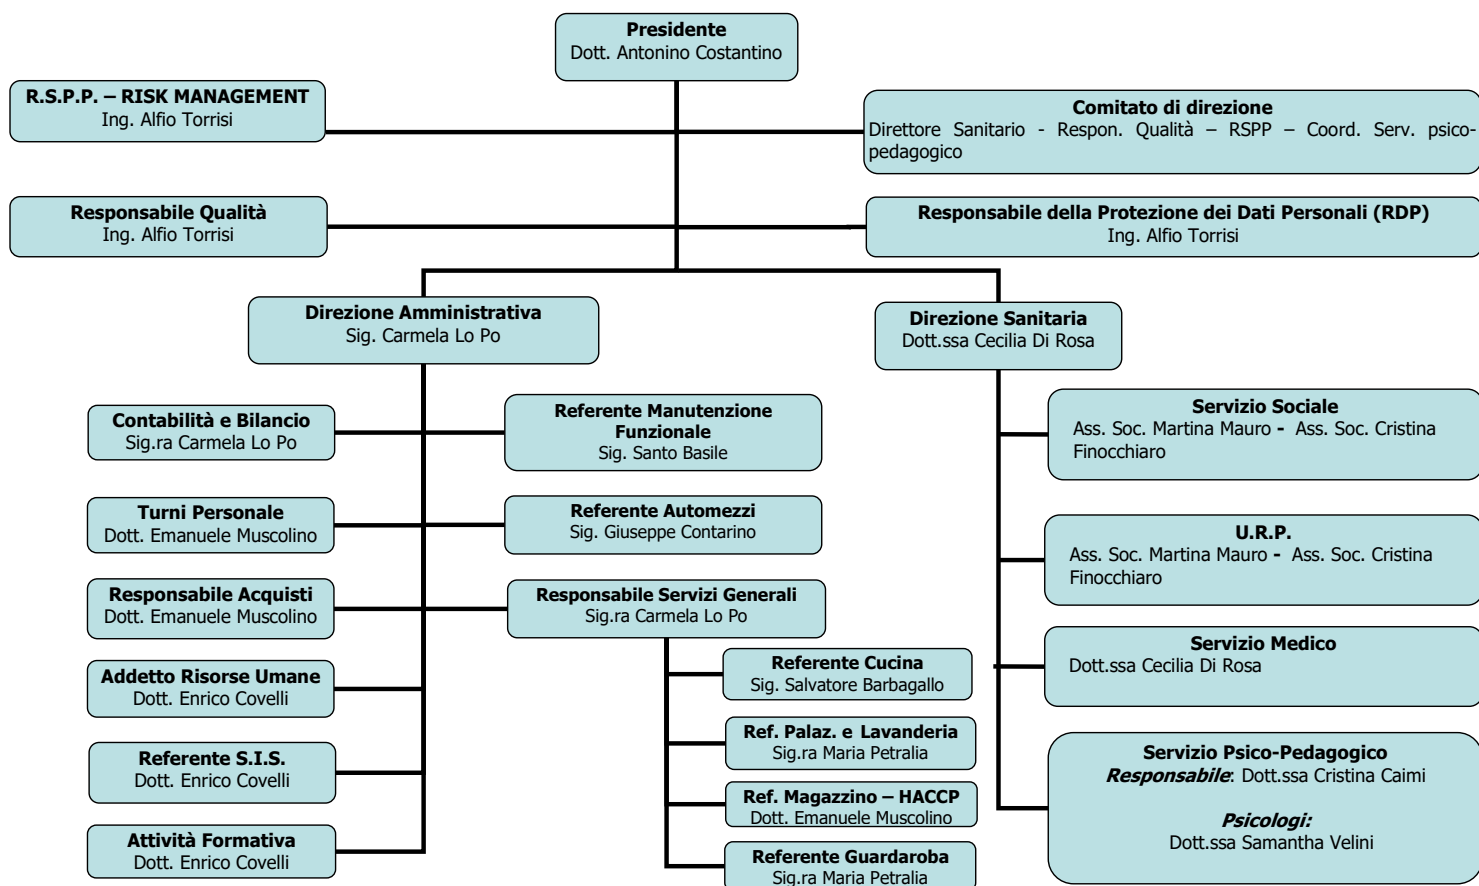 Presidente
Dott. Antonino Costantino
R.S.P.P. – RISK MANAGEMENT
Ing. Alfio Torrisi
Comitato di direzione
Direttore Sanitario - Respon. Qualità – RSPP – Coord. Serv. psico-
pedagogico
Responsabile Qualità
Ing. Alfio Torrisi
Responsabile della Protezione dei Dati Personali (RDP)
Ing. Alfio Torrisi
Direzione Amministrativa
Sig. Carmela Lo Po
Direzione Sanitaria
Dott.ssa Cecilia Di Rosa
Contabilità e Bilancio
Sig.ra Carmela Lo Po
Referente Manutenzione
Funzionale
Sig. Santo Basile
Servizio Sociale
Ass. Soc. Martina Mauro - Ass. Soc. Cristina
Finocchiaro
Turni Personale
Dott. Emanuele Muscolino
Referente Automezzi
Sig. Giuseppe Contarino
U.R.P.
Ass. Soc. Martina Mauro - Ass. Soc. Cristina
Finocchiaro
Responsabile Acquisti
Dott. Emanuele Muscolino
Responsabile Servizi Generali
Sig.ra Carmela Lo Po
Servizio Medico
Dott.ssa Cecilia Di Rosa
Addetto Risorse Umane
Dott. Enrico Covelli
Referente Cucina
Sig. Salvatore Barbagallo
Ref. Palaz. e Lavanderia
Sig.ra Maria Petralia
Referente S.I.S.
Dott. Enrico Covelli
Ref. Magazzino – HACCP
Dott. Emanuele Muscolino
Attività Formativa
Dott. Enrico Covelli
Referente Guardaroba
Sig.ra Maria Petralia
Servizio Psico-Pedagogico
Responsabile: Dott.ssa Cristina Caimi
Psicologi:
Dott.ssa Samantha Velini